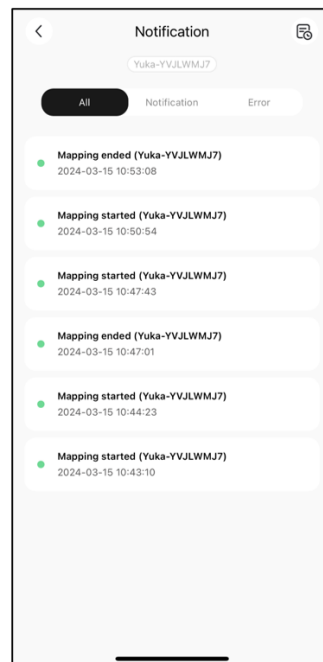 Notification
Yuka-YVJLWMJ7
All
Notification
Error
Mapping ended (Yuka-YVJLWMJ7)
2024-03-15 10:53:08
Mapping started (Yuka-YVJLWMJ7)
2024-03-15 10:50:54
Mapping started (Yuka-YVJLWMJ7)
2024-03-15 10:47:43
Mapping ended (Yuka-YVJLWMJ7)
2024-03-15 10:47:01
Mapping started (Yuka-YVJLWMJ7)
2024-03-15 10:44:23
Mapping started (Yuka-YVJLWMJ7)
2024-03-15 10:43:10